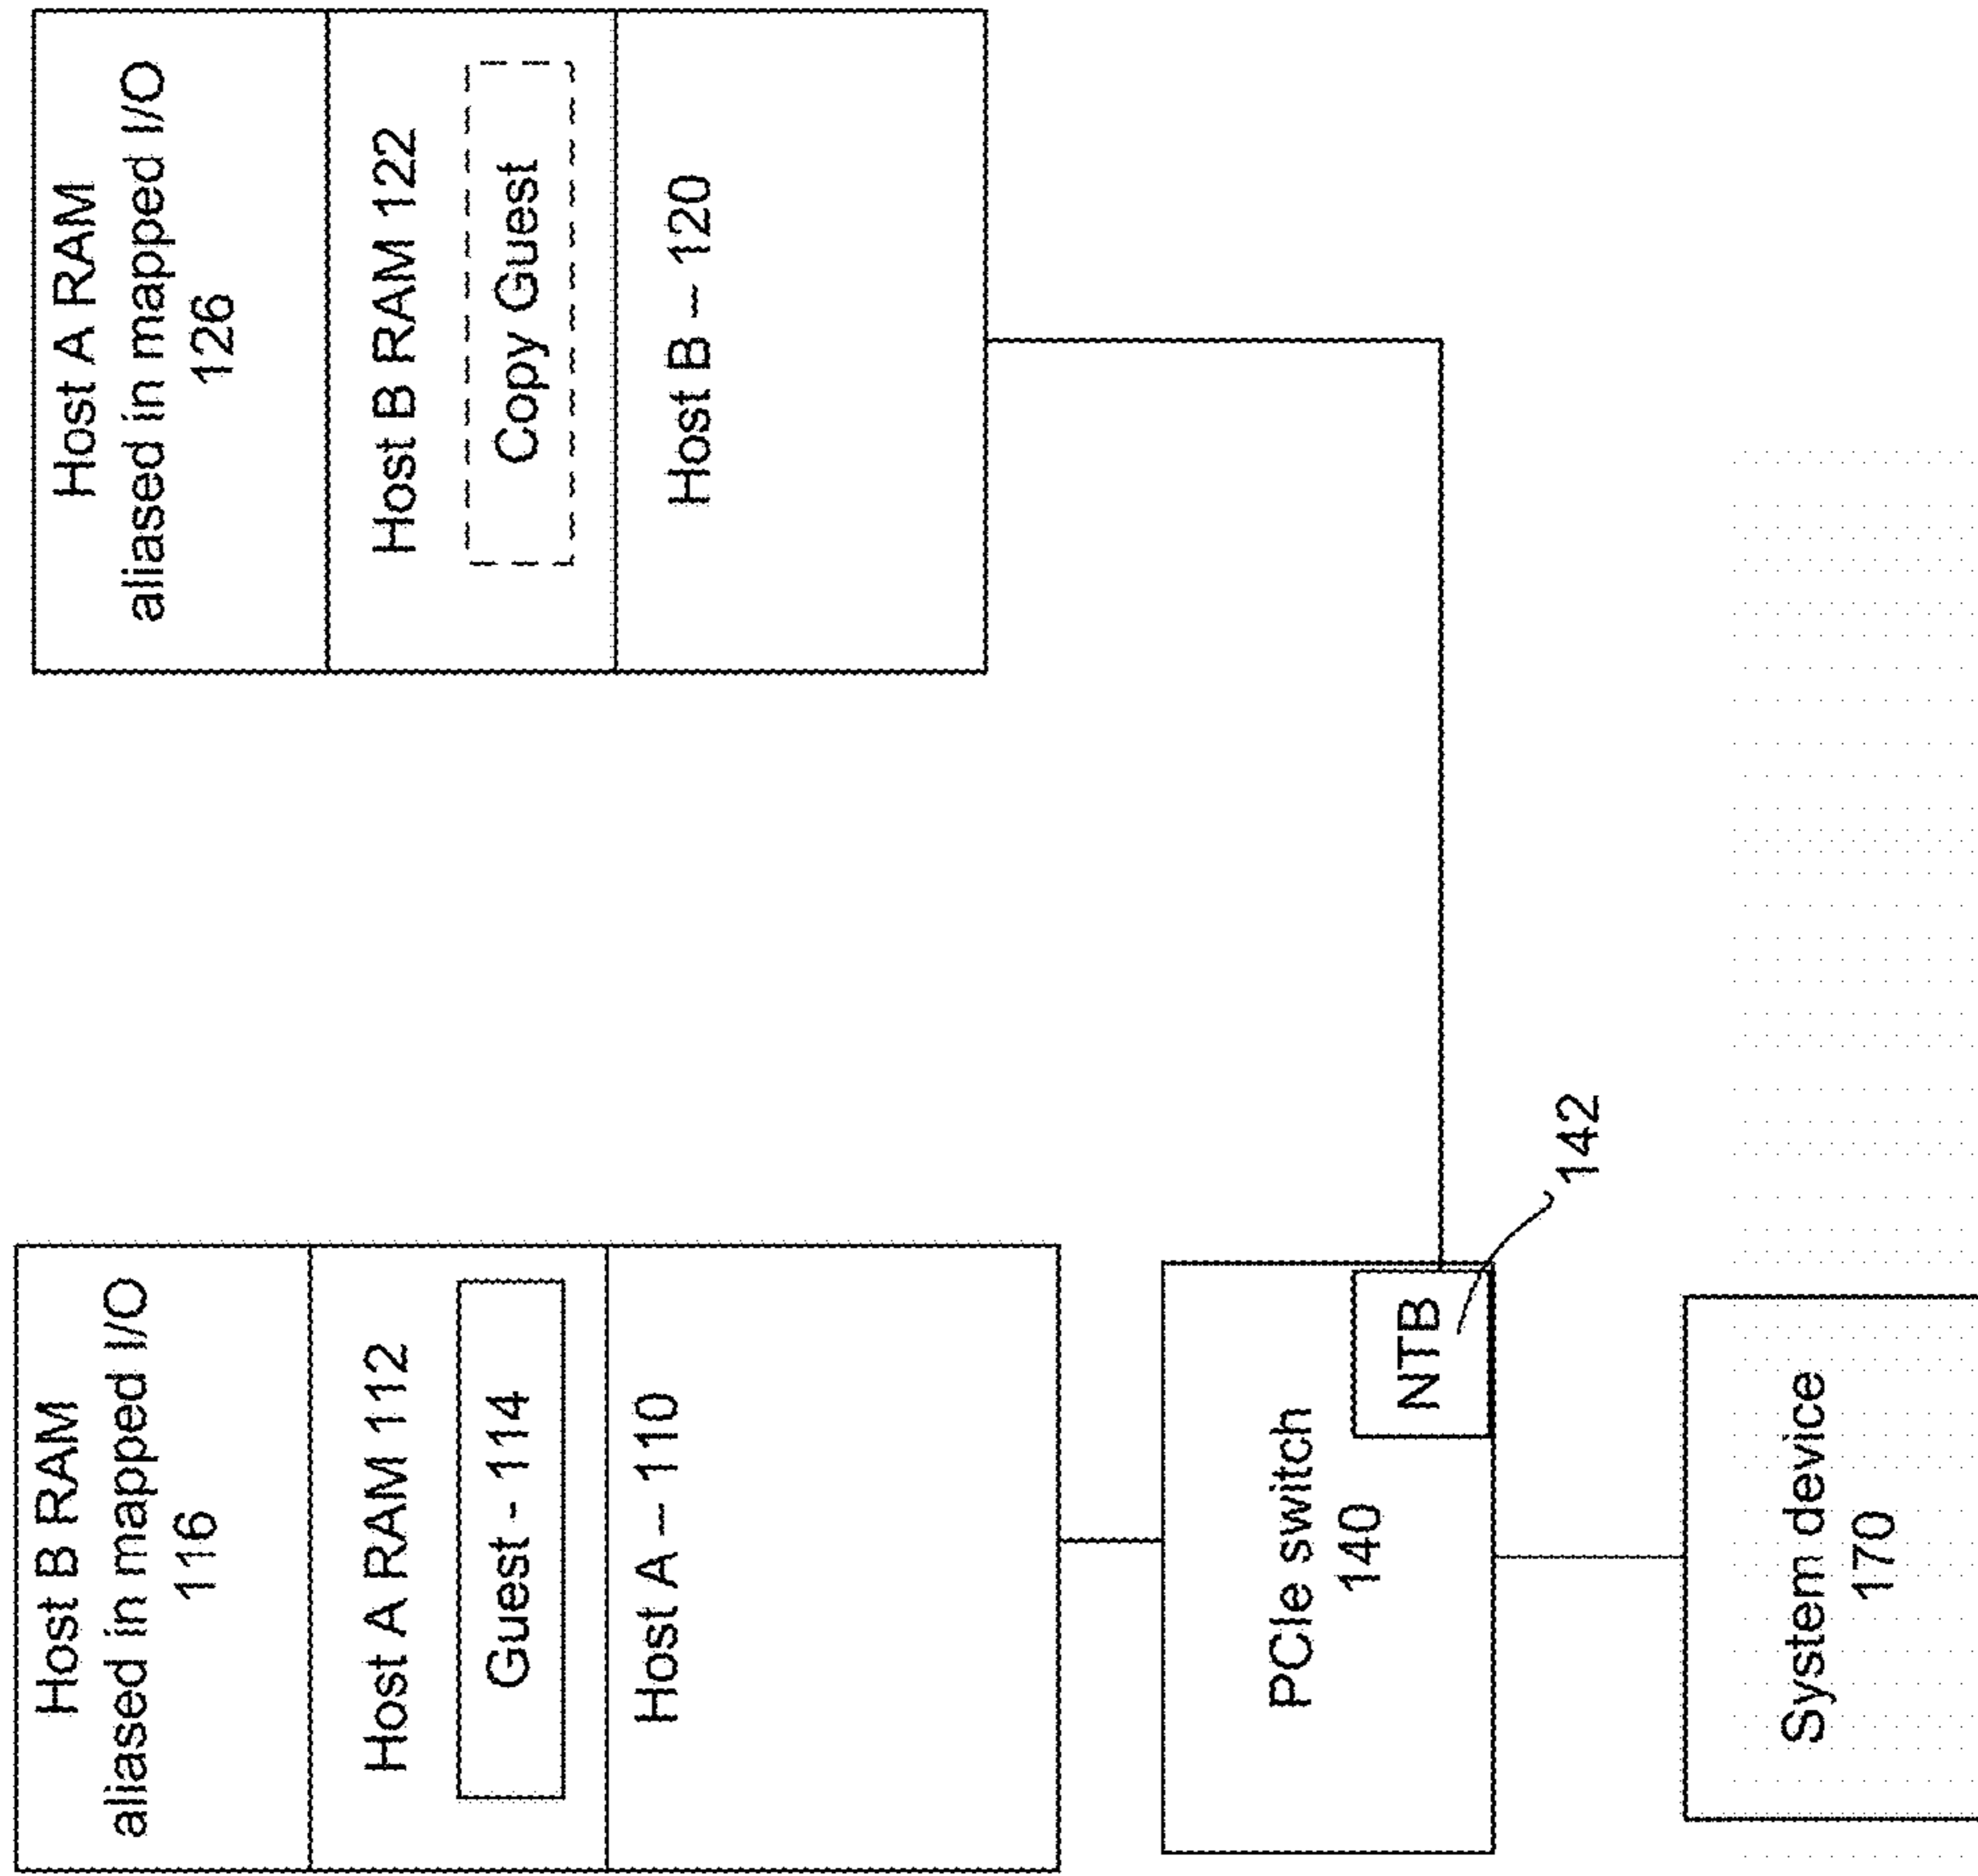 Host B RAM
aliased in mapped I/O
116
Host A RAM 112
Guest - 114
Host A – 110
PCIe switch
140
NTB
142
System device
170
Host A RAM
aliased in mapped I/O
126
Host B RAM 122
Copy Guest
Host B – 120